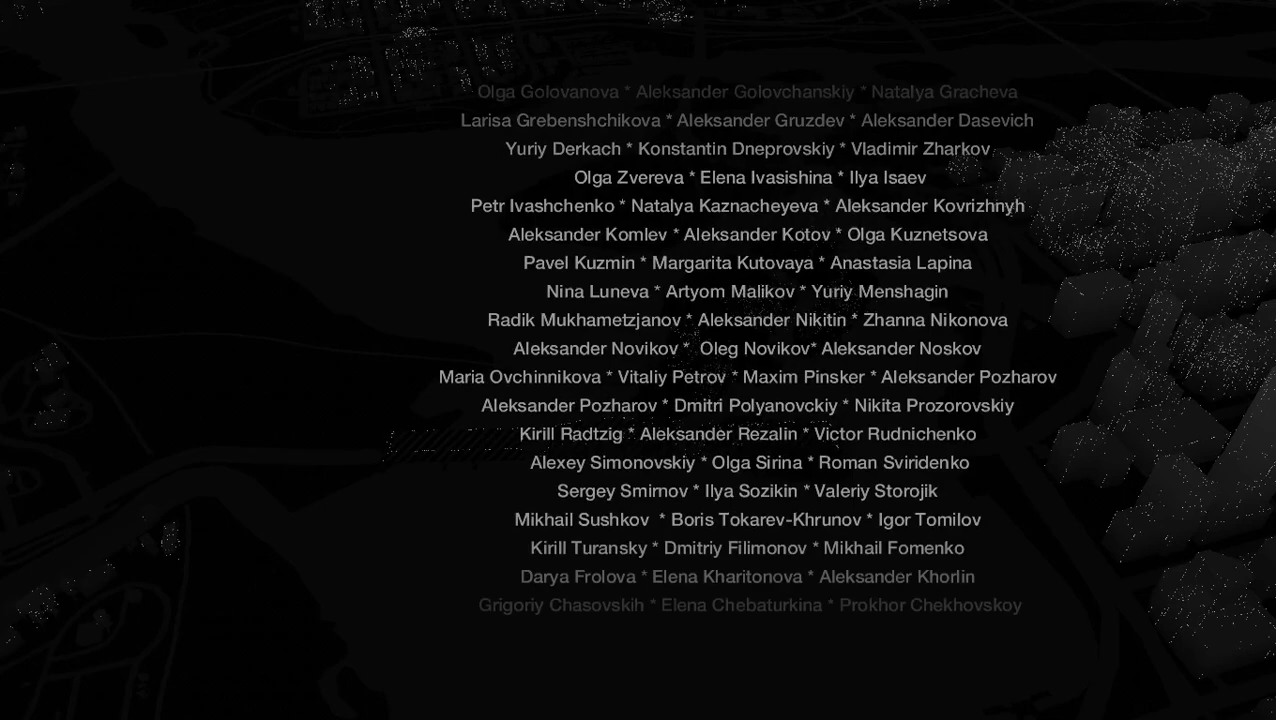 Olga Golovanova * Aleksander Golovchanskiy * Natalya Gracheva
Larisa Grebenshchikova * Aleksander Gruzdev * Aleksander Dasevich
Yuriy Derkach * Konstantin Dneprovskiy * Vladimir Zharkov
Olga Zvereva * Elena Ivasishina * Ilya Isaev
Petr Ivashchenko * Natalya Kaznacheyeva * Aleksander Kovrizhnyh
Aleksander Komlev * Aleksander Kotov * Olga Kuznetsova
Pavel Kuzmin * Margarita Kutovaya * Anastasia Lapina
Nina Luneva * Artyom Malikov * Yuriy Menshagin
Radik Mukhametzjanov * Aleksander Nikitin * Zhanna Nikonova
Aleksander Novikov *  Oleg Novikov* Aleksander Noskov
Maria Ovchinnikova * Vitaliy Petrov * Maxim Pinsker * Aleksander Pozharov
Aleksander Pozharov * Dmitri Polyanovckiy * Nikita Prozorovskiy
Kirill Radtzig * Aleksander Rezalin * Victor Rudnichenko
Alexey Simonovskiy * Olga Sirina * Roman Sviridenko
Sergey Smirnov * Ilya Sozikin * Valeriy Storojik
Mikhail Sushkov  * Boris Tokarev-Khrunov * Igor Tomilov
Kirill Turansky * Dmitriy Filimonov * Mikhail Fomenko
Darya Frolova * Elena Kharitonova * Aleksander Khorlin
Grigoriy Chasovskih * Elena Chebaturkina * Prokhor Chekhovskoy